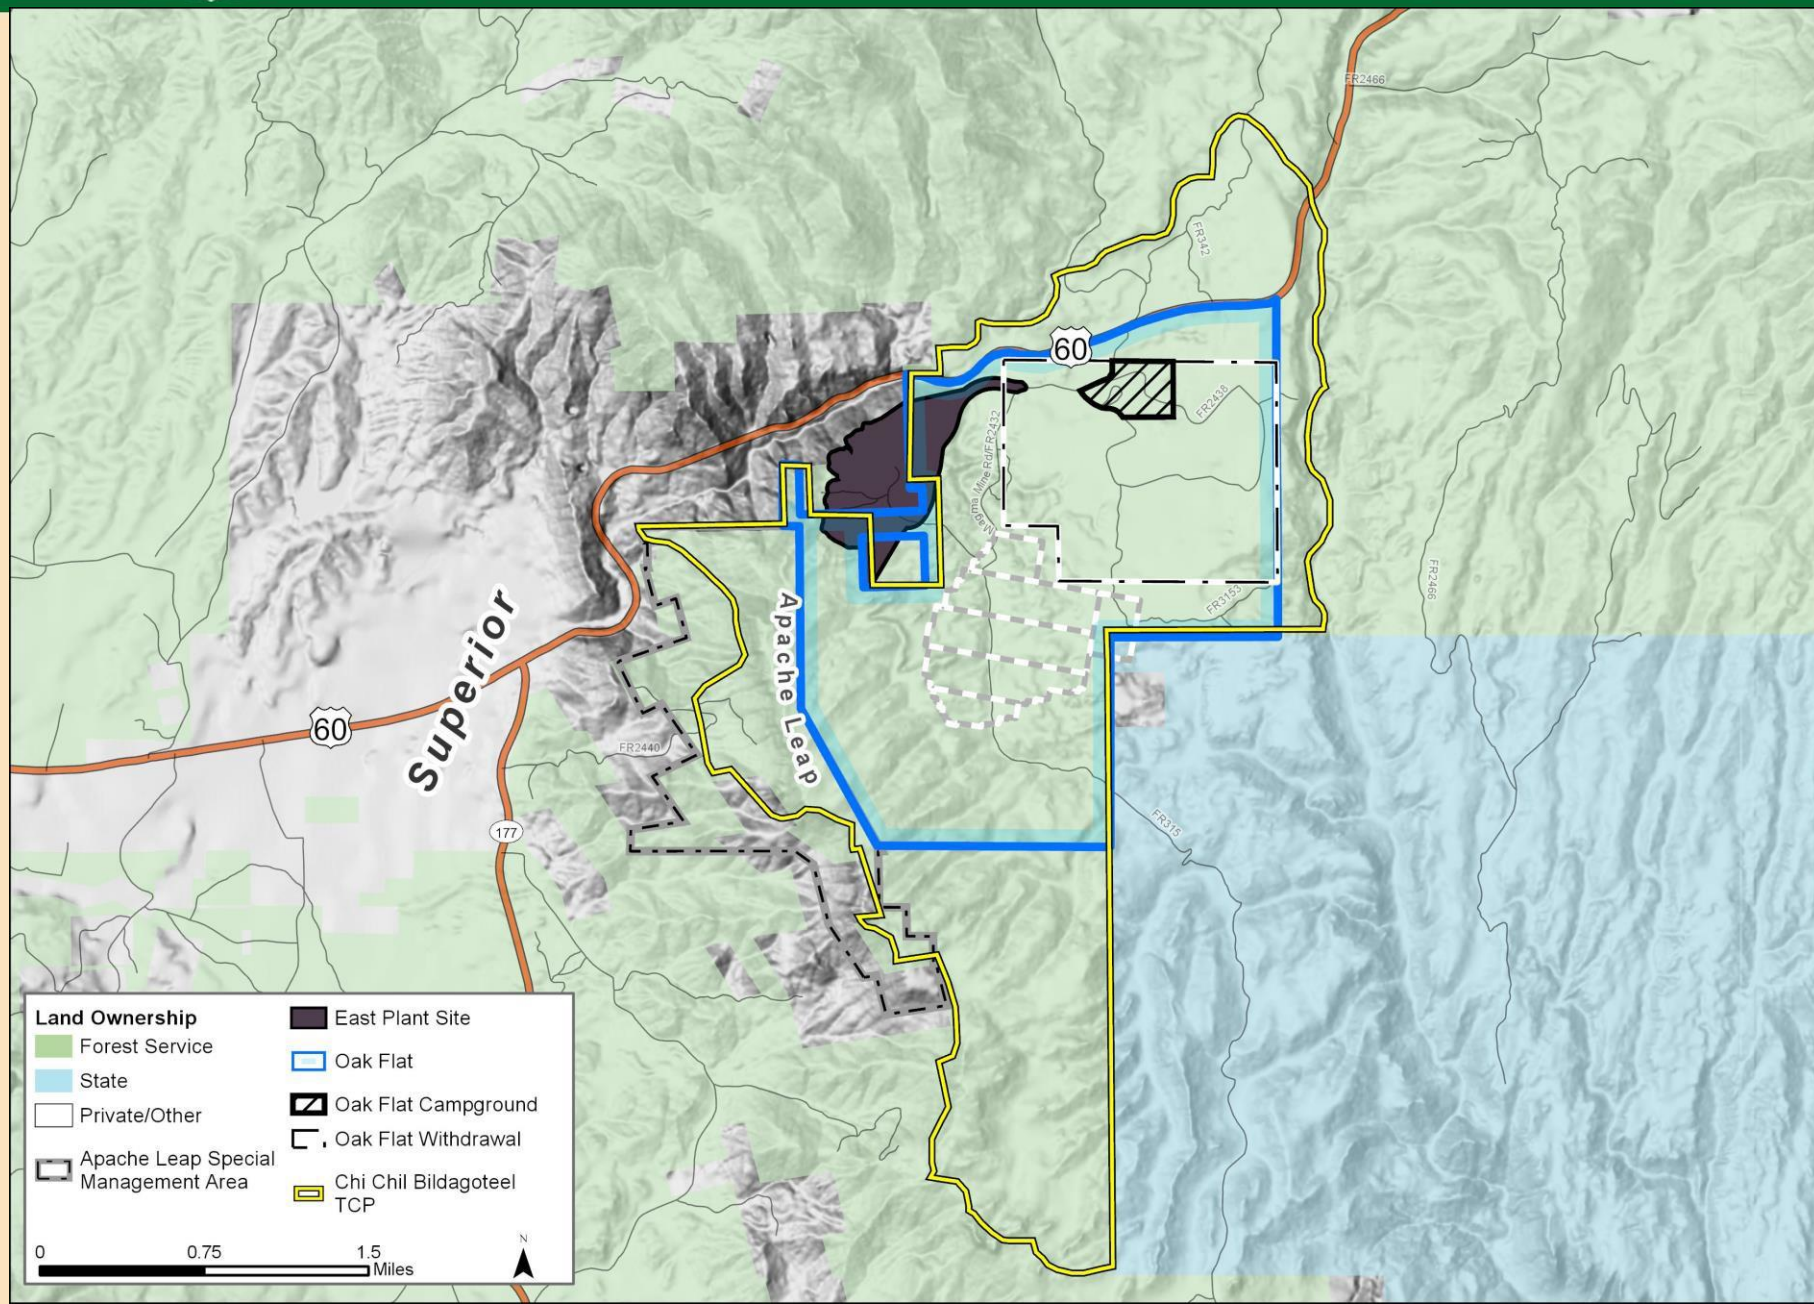 FR2466
FR342
60
FR2438
Magma Mine Rd/FR2432
FR2466
FR3153
Superior
Apache Leap
60
FR2440
177
FR315
Land Ownership
Forest Service
State
Private/Other
Apache Leap Special
Management Area
East Plant Site
Oak Flat
Oak Flat Campground
Oak Flat Withdrawal
Chi Chil Bildagoteel
TCP
0 0.75 1.5
Miles
N